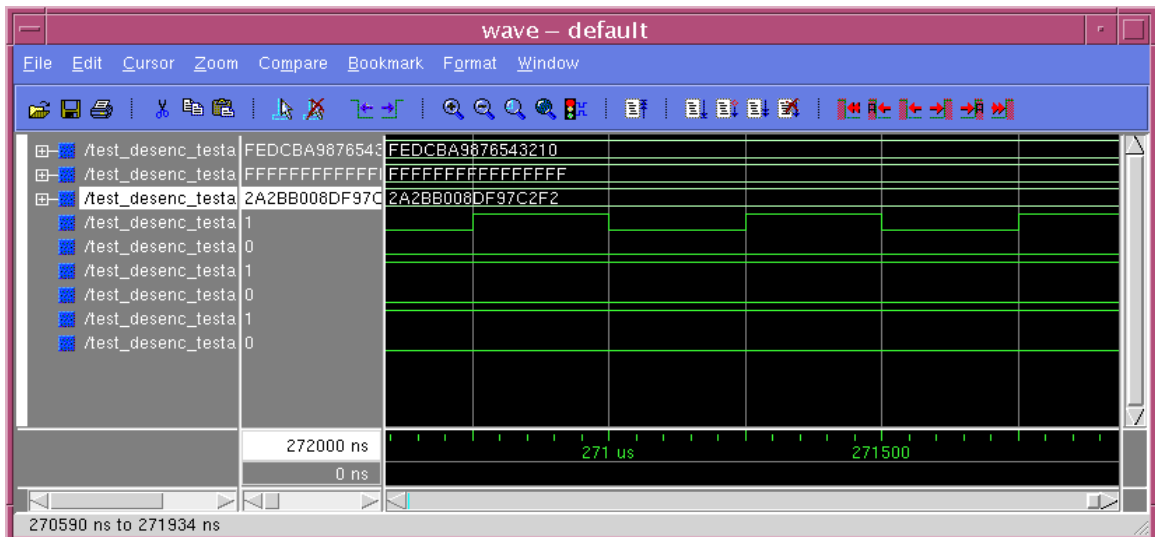 wave – default
File Edit Cursor Zoom Compare Bookmark Format Window
/test_desenc_testa FEDCBA9876543 FEDCBA9876543210
/test_desenc_testa FFFFFFFFFFFFF FFFFFFFFFFFFFFFF
/test_desenc_testa 2A2BB008DF97C 2A2BB008DF97C2F2
/test_desenc_testa 1
/test_desenc_testa 0
/test_desenc_testa 1
/test_desenc_testa 0
/test_desenc_testa 1
/test_desenc_testa 0
272000 ns 271 us 271500
0 ns
270590 ns to 271934 ns